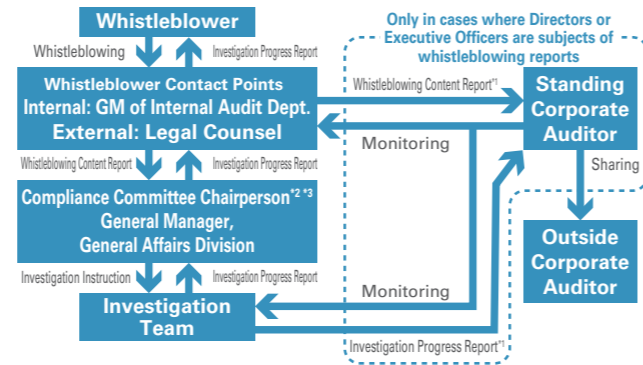 Whistleblower
Only in cases where Directors or
Executive Officers are subjects of
whistleblowing reports
Whistleblowing
Investigation Progress Report
Whistleblower Contact Points
Internal: GM of Internal Audit Dept.
External: Legal Counsel
Whistleblowing Content Report*1
Standing
Corporate
Auditor
Monitoring
Whistleblowing Content Report
Investigation Progress Report
Sharing
Compliance Committee Chairperson*2 *3
General Manager,
General Affairs Division
Outside
Corporate
Auditor
Investigation Instruction
Investigation Progress Report
Monitoring
Investigation
Team
Investigation Progress Report*1